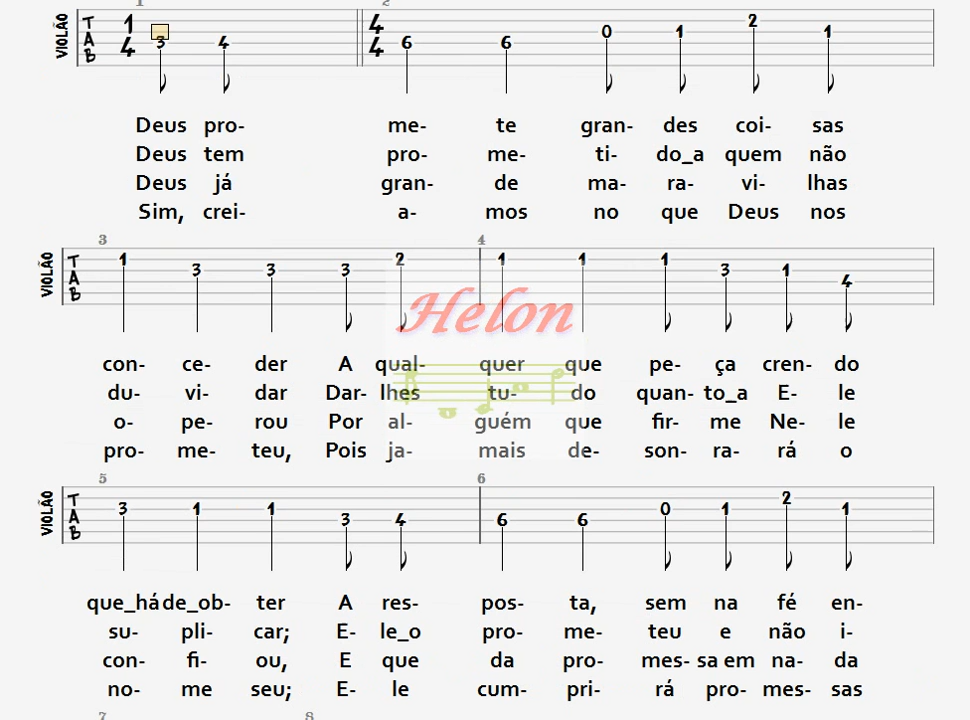 1 2
VIOLÃO T A B 1 4 3 4 4 4 6 6 0 1 2 1
Deus pro- me- te gran- des coi- sas
Deus tem pro- me- ti- do_a quem não
Deus já gran- de ma- ra- vi- lhas
Sim, crei- a- mos no que Deus nos
3 4
VIOLÃO T A B 1 3 3 3 2 1 1 1 3 1 4
Helon
con- ce- der A qual- quer que pe- ça cren- do
du- vi- dar Dar- lhes tu- do quan- to_a E- le
o- pe- rou Por al- guém que fir- me Ne- le
pro- me- teu, Pois ja- mais de- son- ra- rá o
5 6
VIOLÃO T A B 3 1 1 3 4 6 6 0 1 2 1
que_há de_ob- ter A res- pos- ta, sem na fé en-
su- pli- car; E- le_o pro- me- teu e não i-
con- fi- ou, E que da pro- mes- sa em na- da
no- me seu; E- le cum- pri- rá pro- mes- sas
7 8